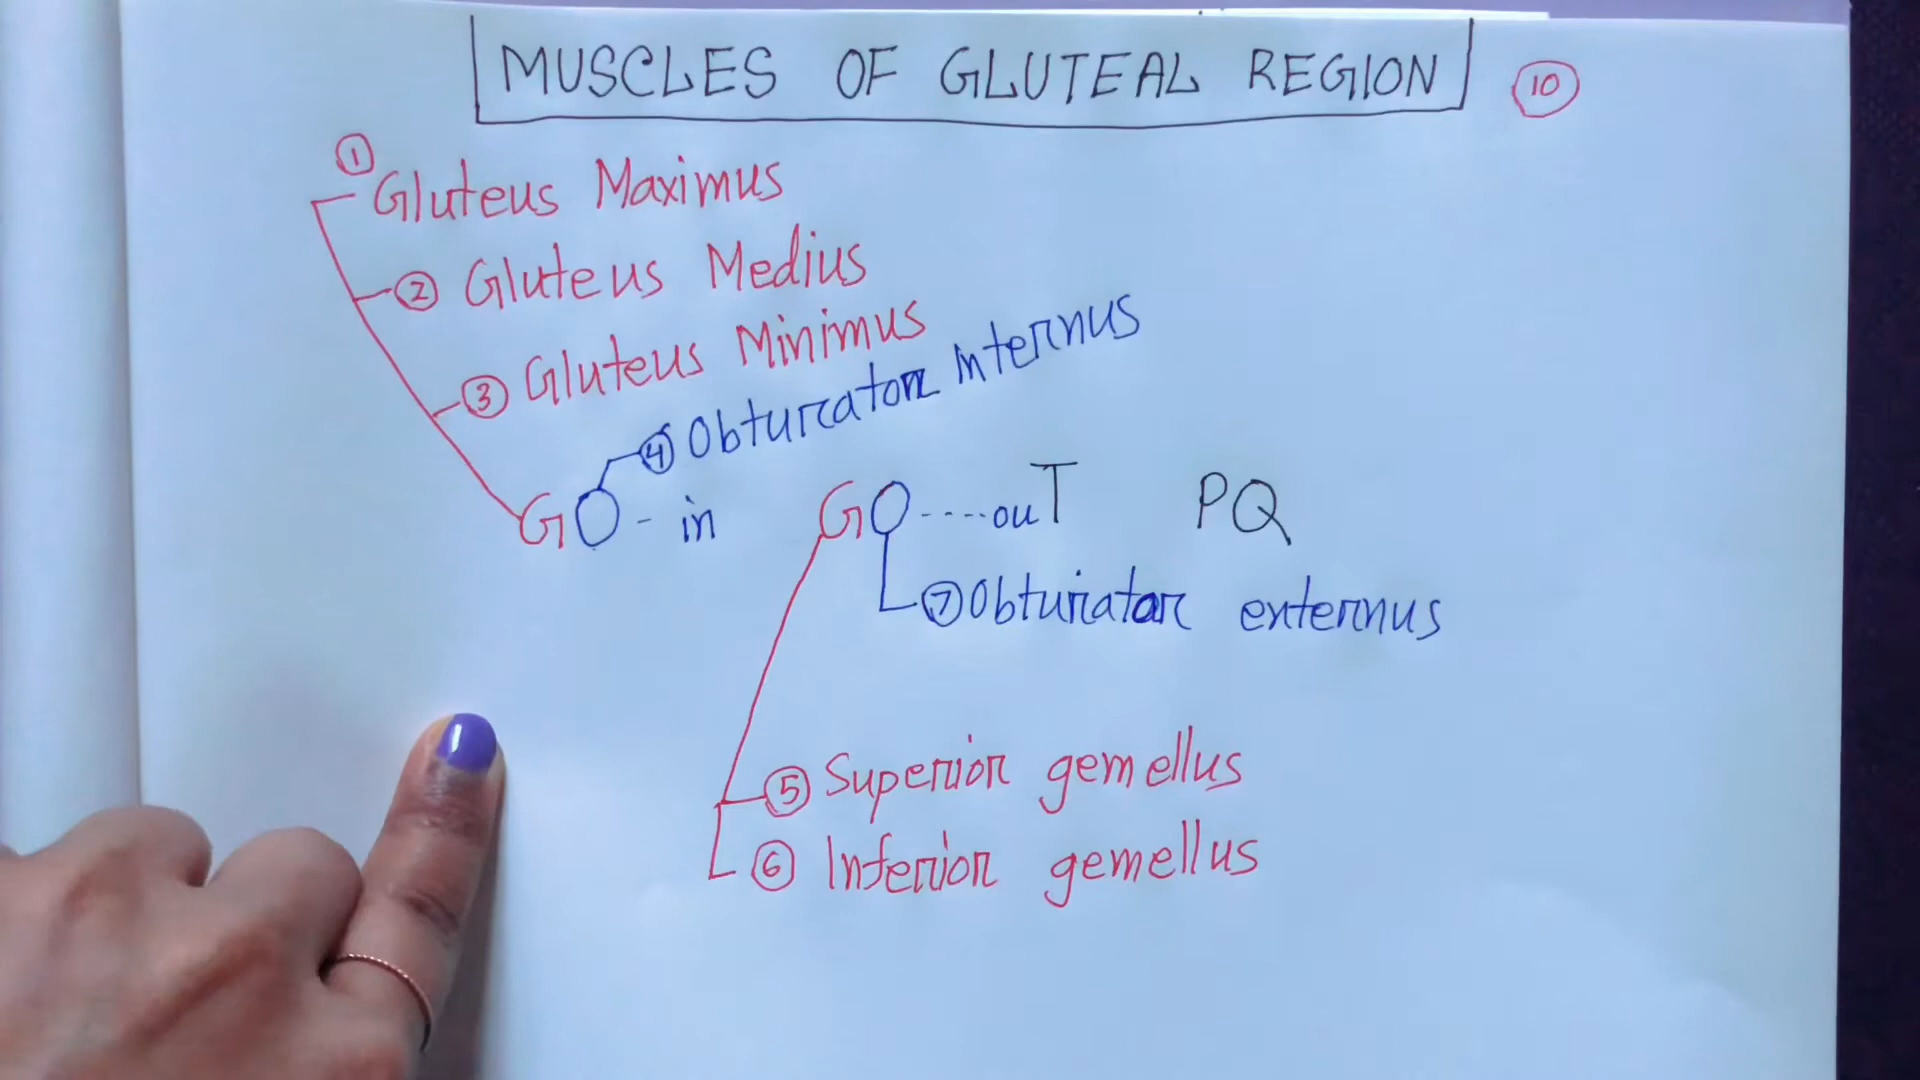 MUSCLES OF GLUTEAL REGION 10
1 Gluteus Maximus
2 Gluteus Medius
3 Gluteus Minimus
4 Obturator internus
GO - in GO ----ouT PQ
7 Obturiator externus
5 Superior gemellus
6 Inferior gemellus